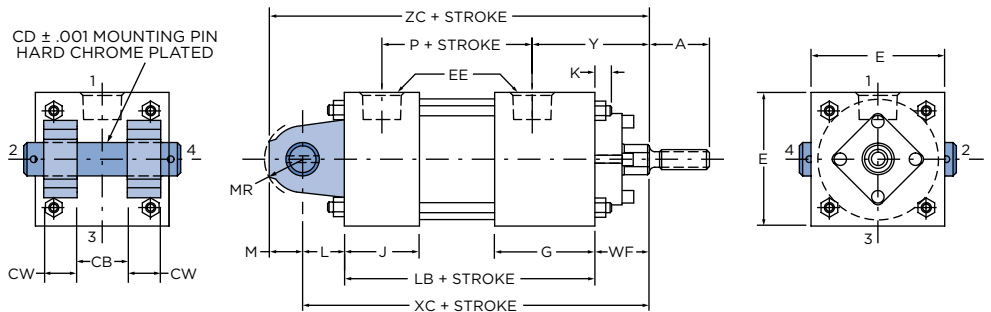 ZC + STROKE
CD ± .001 MOUNTING PIN
HARD CHROME PLATED
P + STROKE
Y
A
E
K
EE
1
1
2
4
E
4
2
MR
3
3
M
L
J
G
WF
CW
CB
CW
LB + STROKE
XC + STROKE